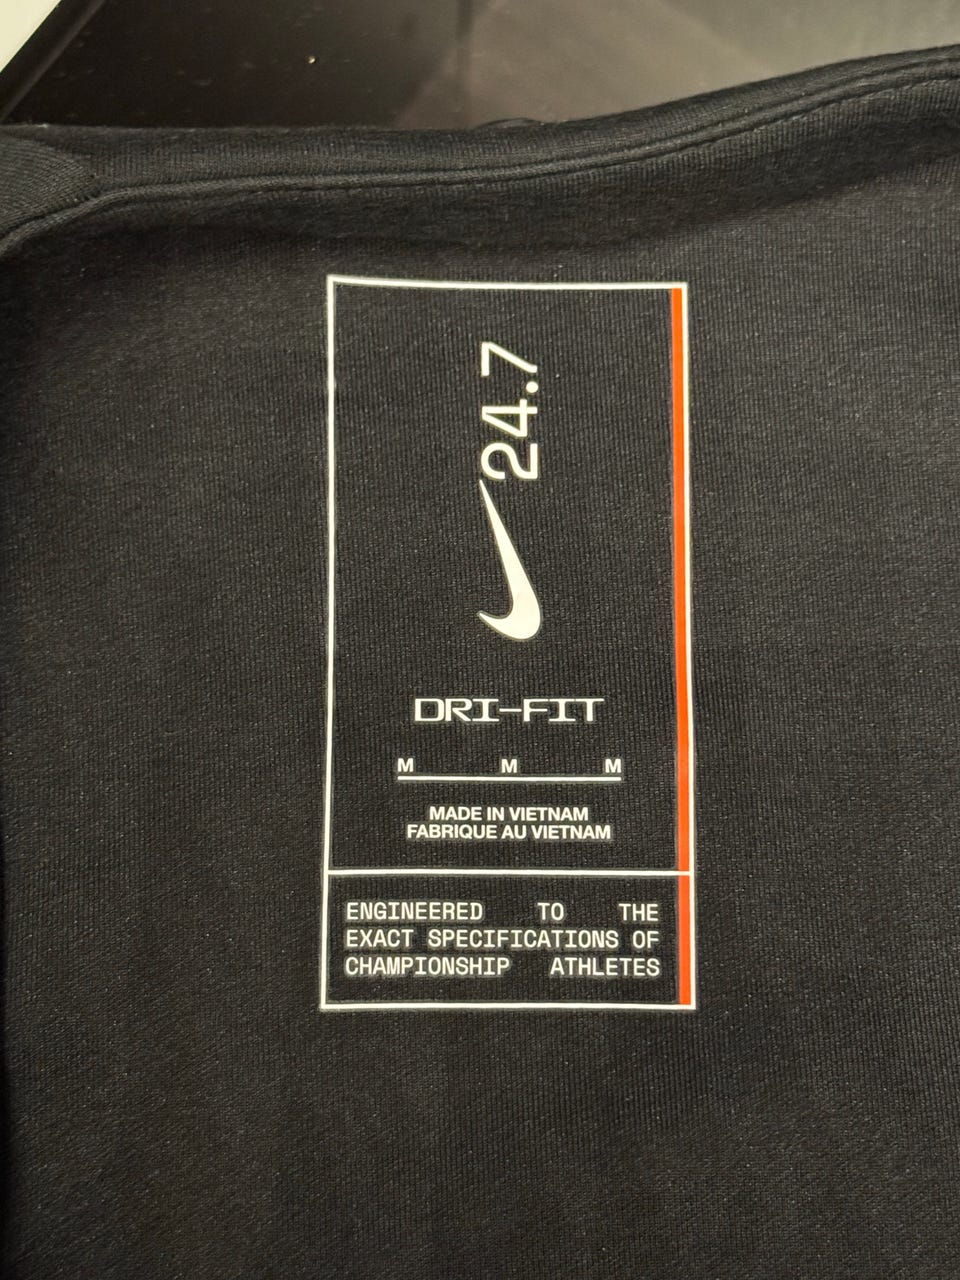 24.7
DRI-FIT
M M M
MADE IN VIETNAM
FABRIQUE AU VIETNAM
ENGINEERED TO THE
EXACT SPECIFICATIONS OF
CHAMPIONSHIP ATHLETES